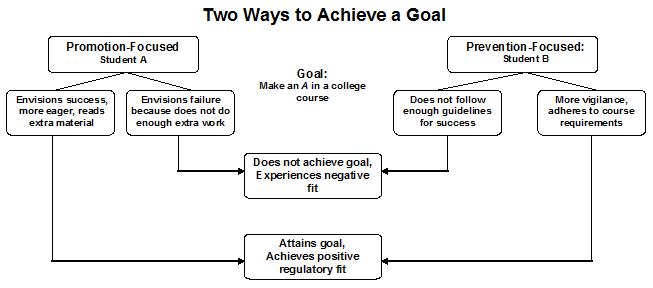 Two Ways to Achieve a Goal
Promotion-Focused
Student A
Goal:
Make an A in a college
course
Prevention-Focused:
Student B
Envisions success,
more eager, reads
extra material
Envisions failure
because does not do
enough extra work
Does not follow
enough guidelines
for success
More vigilance,
adheres to course
requirements
Does not achieve goal,
Experiences negative
fit
Attains goal,
Achieves positive
regulatory fit